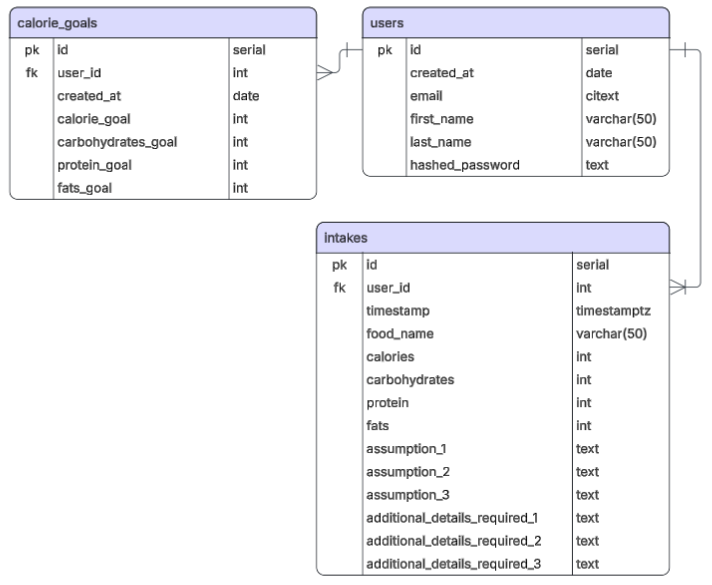 calorie_goals
pk id serial
fk user_id int
created_at date
calorie_goal int
carbohydrates_goal int
protein_goal int
fats_goal int
users
pk id serial
created_at date
email citext
first_name varchar(50)
last_name varchar(50)
hashed_password text
intakes
pk id serial
fk user_id int
timestamp timestamptz
food_name varchar(50)
calories int
carbohydrates int
protein int
fats int
assumption_1 text
assumption_2 text
assumption_3 text
additional_details_required_1 text
additional_details_required_2 text
additional_details_required_3 text